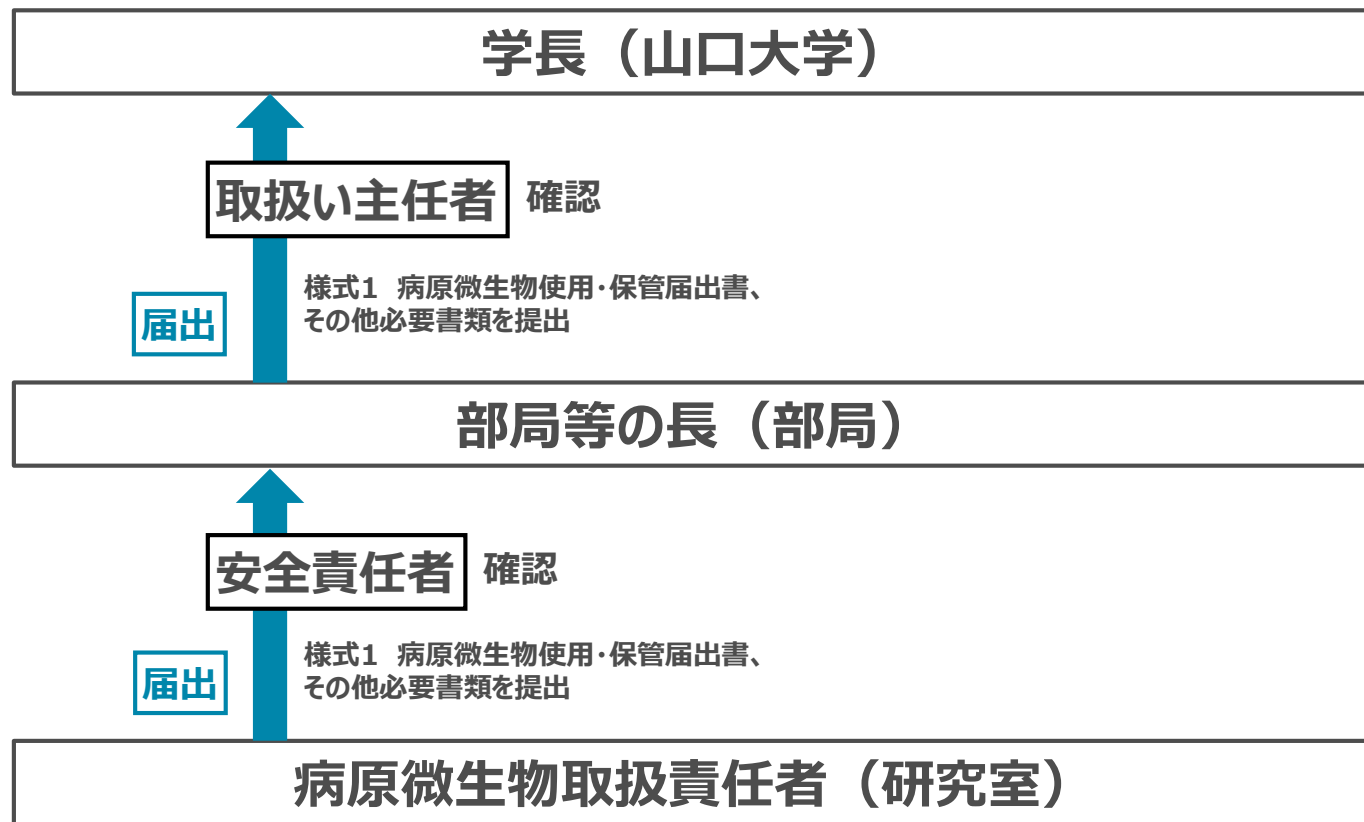 学長（山口大学）
取扱い主任者
確認
様式1 病原微生物使用･保管届出書、
その他必要書類を提出
届出
部局等の長（部局）
安全責任者
確認
様式1 病原微生物使用･保管届出書、
その他必要書類を提出
届出
病原微生物取扱責任者（研究室）